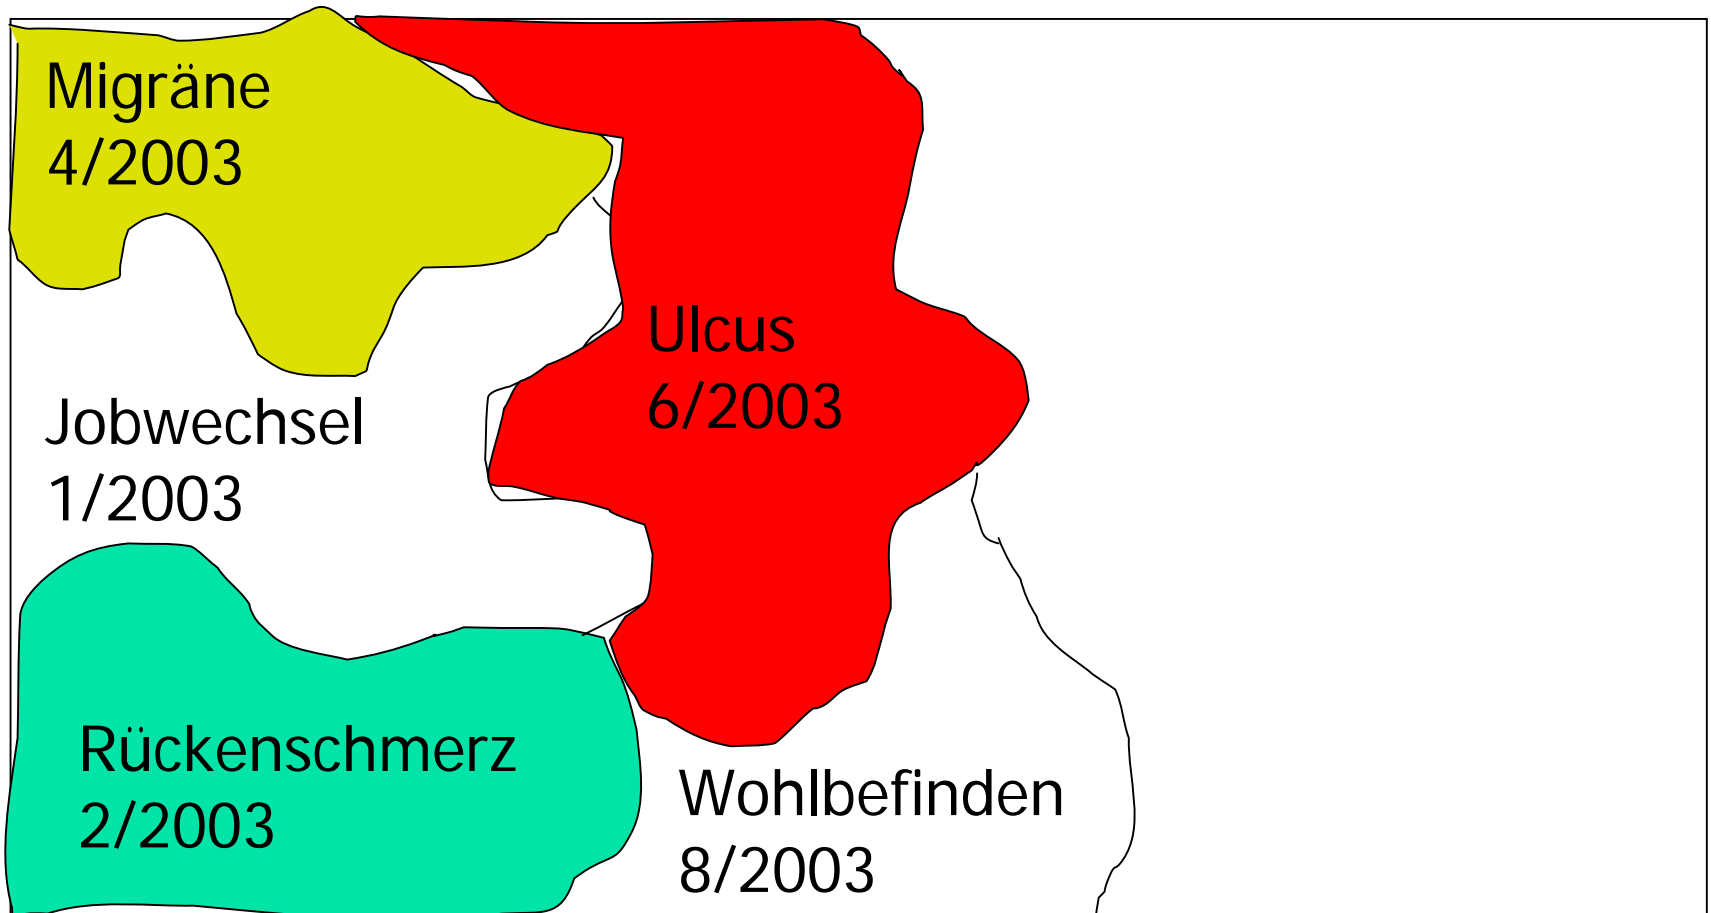 Migräne
4/2003
Ulcus
6/2003
Jobwechsel
1/2003
Rückenschmerz
2/2003
Wohlbefinden
8/2003